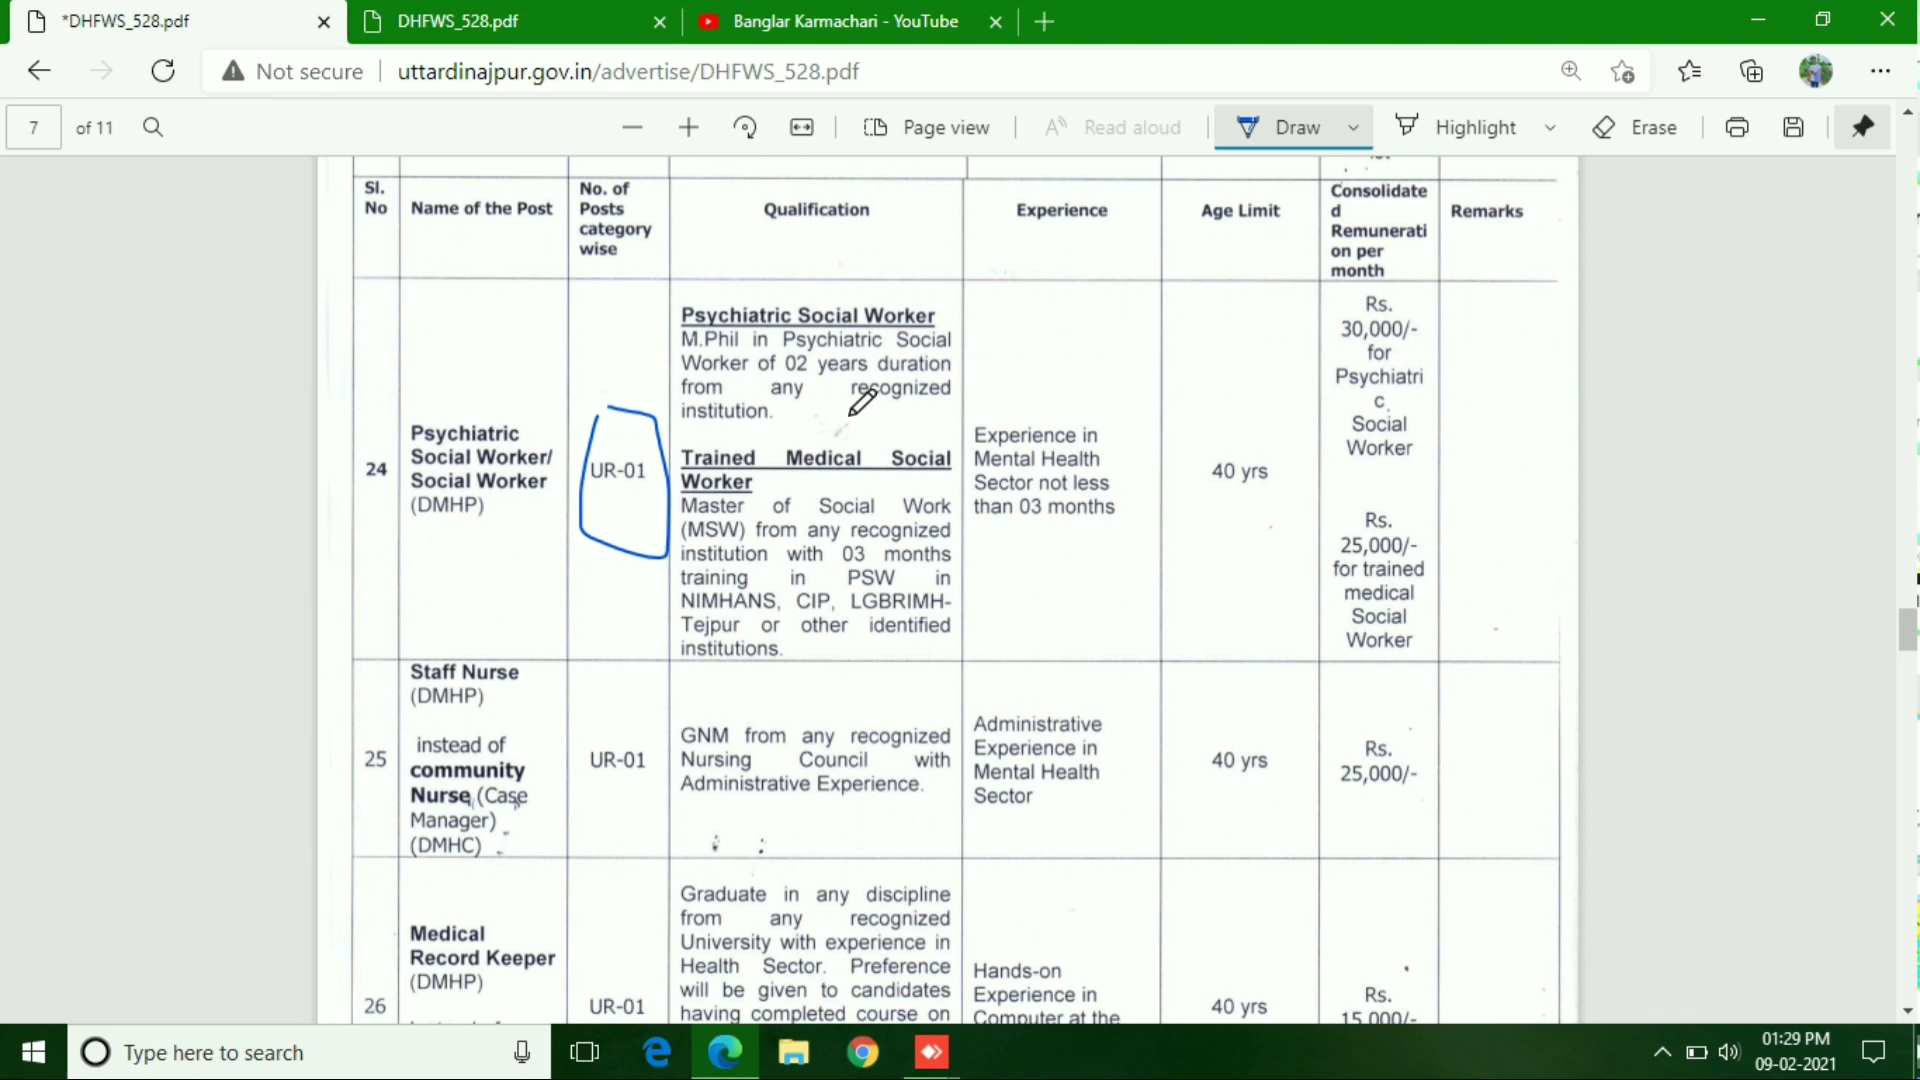 *DHFWS_528.pdf
DHFWS_528.pdf
Banglar Karmachari - YouTube
Not secure
uttardinajpur.gov.in/advertise/DHFWS_528.pdf
7 of 11
Page view
Read aloud
Draw
Highlight
Erase
Sl.
No
Name of the Post
No. of
Posts
category
wise
Qualification
Experience
Age Limit
Consolidate
d
Remunerati
on per
month
Remarks
24
Psychiatric
Social Worker/
Social Worker
(DMHP)
UR-01
Psychiatric Social Worker
M.Phil in Psychiatric Social
Worker of 02 years duration
from any recognized
institution.
Trained Medical Social
Worker
Master of Social Work
(MSW) from any recognized
institution with 03 months
training in PSW in
NIMHANS, CIP, LGBRIMH-
Tejpur or other identified
institutions.
Experience in
Mental Health
Sector not less
than 03 months
40 yrs
Rs.
30,000/-
for
Psychiatri
c
Social
Worker
Rs.
25,000/-
for trained
medical
Social
Worker
25
Staff Nurse
(DMHP)
instead of
community
Nurse (Case
Manager)
(DMHC)
UR-01
GNM from any recognized
Nursing Council with
Administrative Experience.
Administrative
Experience in
Mental Health
Sector
40 yrs
Rs.
25,000/-
26
Medical
Record Keeper
(DMHP)
UR-01
Graduate in any discipline
from any recognized
University with experience in
Health Sector. Preference
will be given to candidates
having completed course on
Hands-on
Experience in
Computer at the
40 yrs
Rs.
15,000/-
Type here to search
01:29 PM
09-02-2021